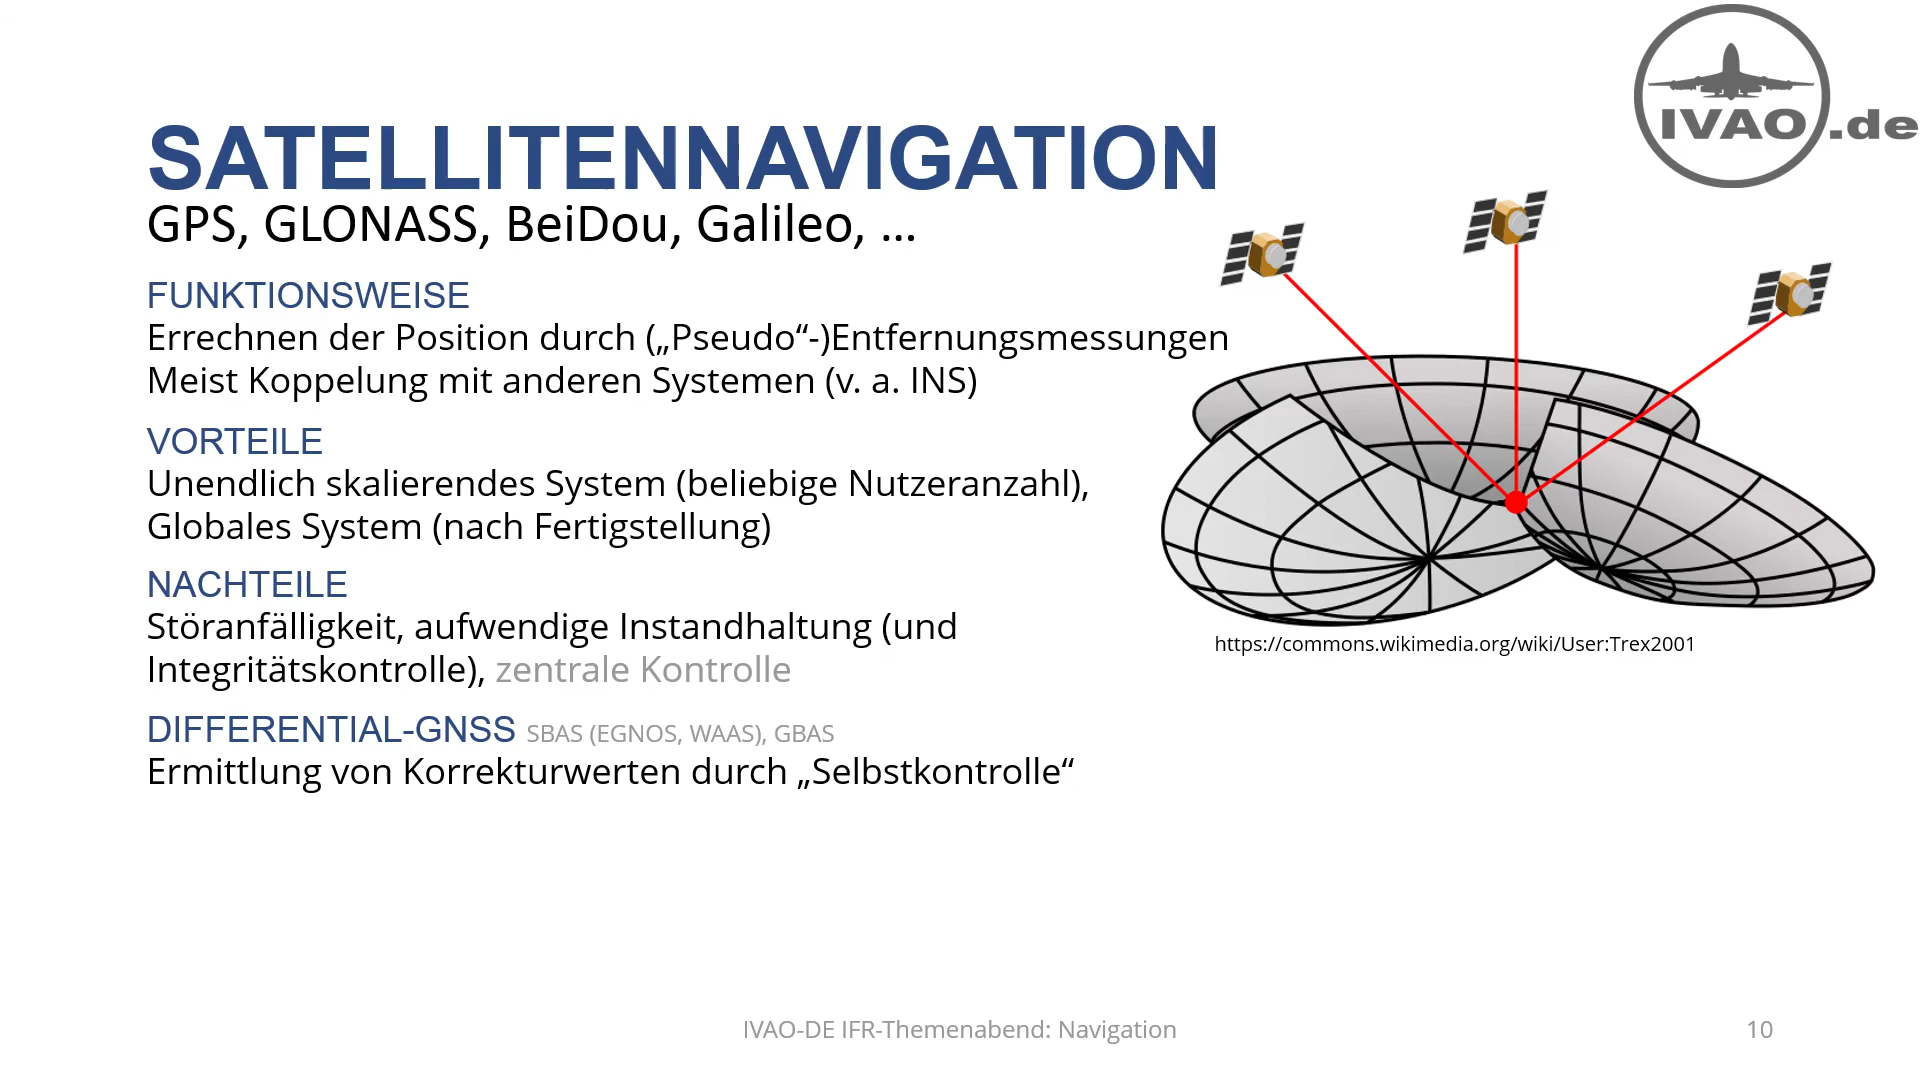 IVAO.de
SATELLITENNAVIGATION
GPS, GLONASS, BeiDou, Galileo, …
FUNKTIONSWEISE
Errechnen der Position durch („Pseudo“-)Entfernungsmessungen
Meist Koppelung mit anderen Systemen (v. a. INS)
VORTEILE
Unendlich skalierendes System (beliebige Nutzeranzahl),
Globales System (nach Fertigstellung)
NACHTEILE
Störanfälligkeit, aufwendige Instandhaltung (und
Integritätskontrolle), zentrale Kontrolle
https://commons.wikimedia.org/wiki/User:Trex2001
DIFFERENTIAL-GNSS SBAS (EGNOS, WAAS), GBAS
Ermittlung von Korrekturwerten durch „Selbstkontrolle“
IVAO-DE IFR-Themenabend: Navigation
10